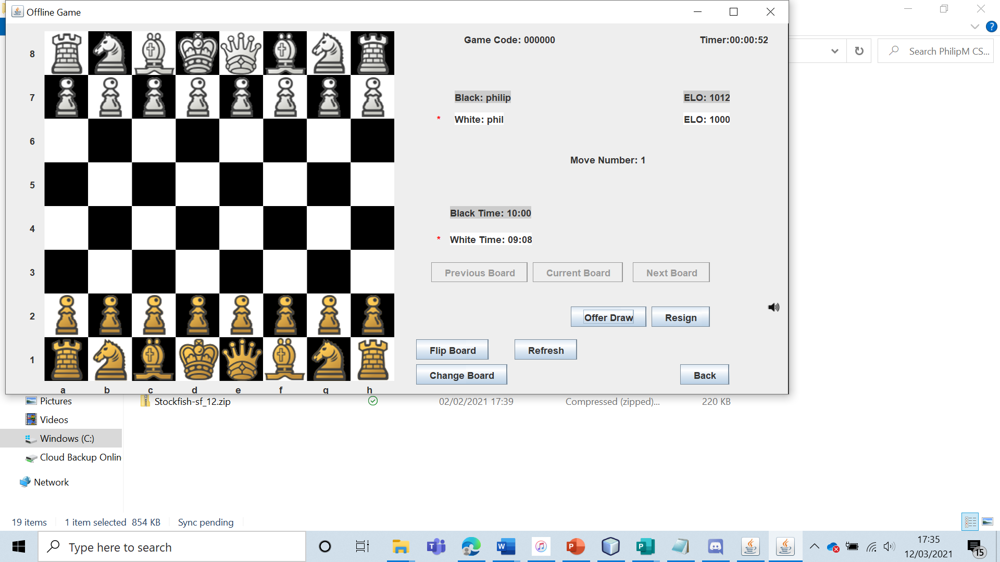 Offline Game
Game Code: 000000
Timer:00:00:52
8
7
6
5
4
3
2
1
a b c d e f g h
Black: philip
ELO: 1012
* White: phil
ELO: 1000
Move Number: 1
Black Time: 10:00
* White Time: 09:08
Previous Board
Current Board
Next Board
Offer Draw
Resign
Flip Board
Refresh
Change Board
Back
?
Search PhilipM CS...
Pictures
Videos
Windows (C:)
Cloud Backup Onlin
Network
Stockfish-sf_12.zip
02/02/2021 17:39
Compressed (zipped)...
220 KB
19 items
1 item selected 854 KB
Sync pending
Type here to search
17:35
12/03/2021
15